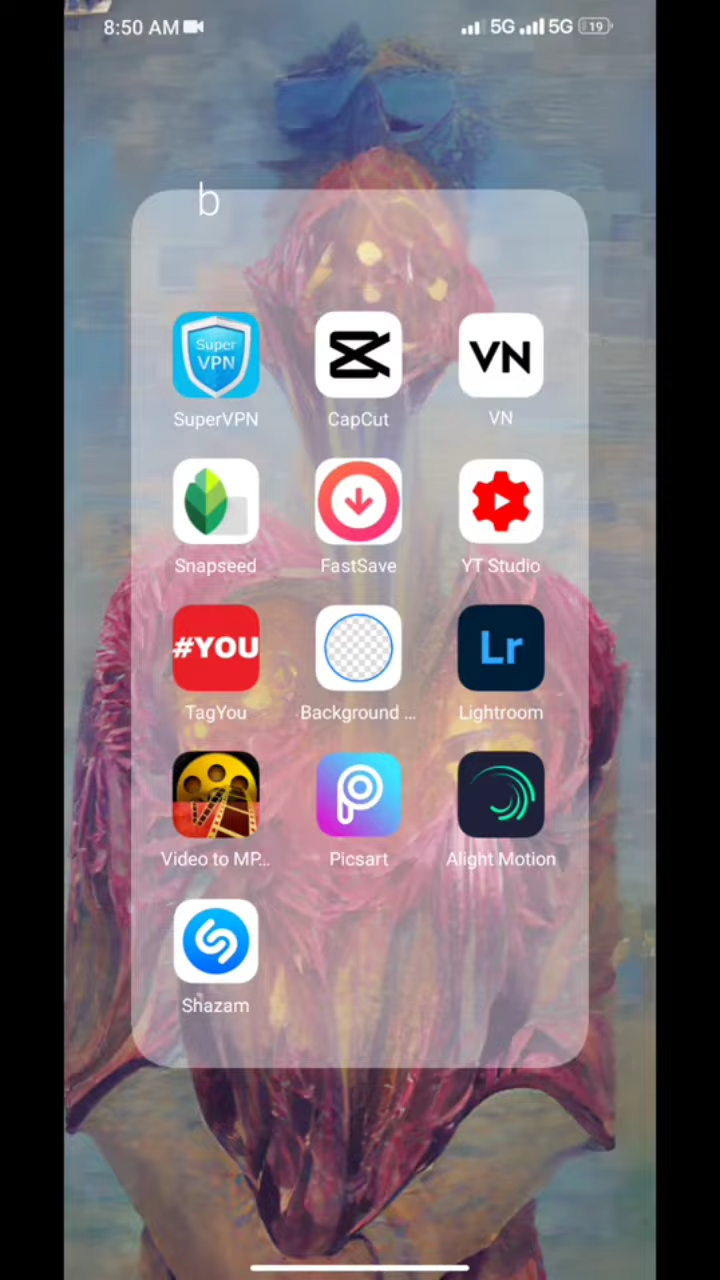 8:50 AM 5G 5G 19
b
Super
VPN
VN
SuperVPN CapCut VN
Snapseed FastSave YT Studio
#YOU
Lr
TagYou Background ... Lightroom
Video to MP... Picsart Alight Motion
Shazam